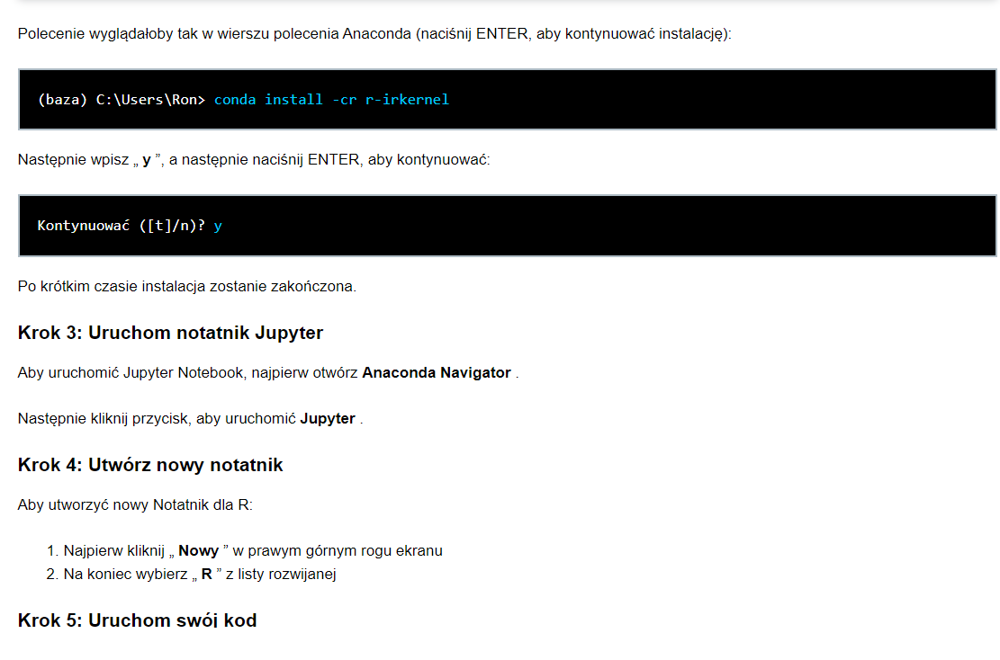 Polecenie wyglądałoby tak w wierszu polecenia Anaconda (naciśnij ENTER, aby kontynuować instalację):
(baza) C:\Users\Ron> conda install -cr r-irkernel
Następnie wpisz „ y ”, a następnie naciśnij ENTER, aby kontynuować:
Kontynuować ([t]/n)? y
Po krótkim czasie instalacja zostanie zakończona.
Krok 3: Uruchom notatnik Jupyter
Aby uruchomić Jupyter Notebook, najpierw otwórz Anaconda Navigator .
Następnie kliknij przycisk, aby uruchomić Jupyter .
Krok 4: Utwórz nowy notatnik
Aby utworzyć nowy Notatnik dla R:
1. Najpierw kliknij „ Nowy ” w prawym górnym rogu ekranu
2. Na koniec wybierz „ R ” z listy rozwijanej
Krok 5: Uruchom swój kod